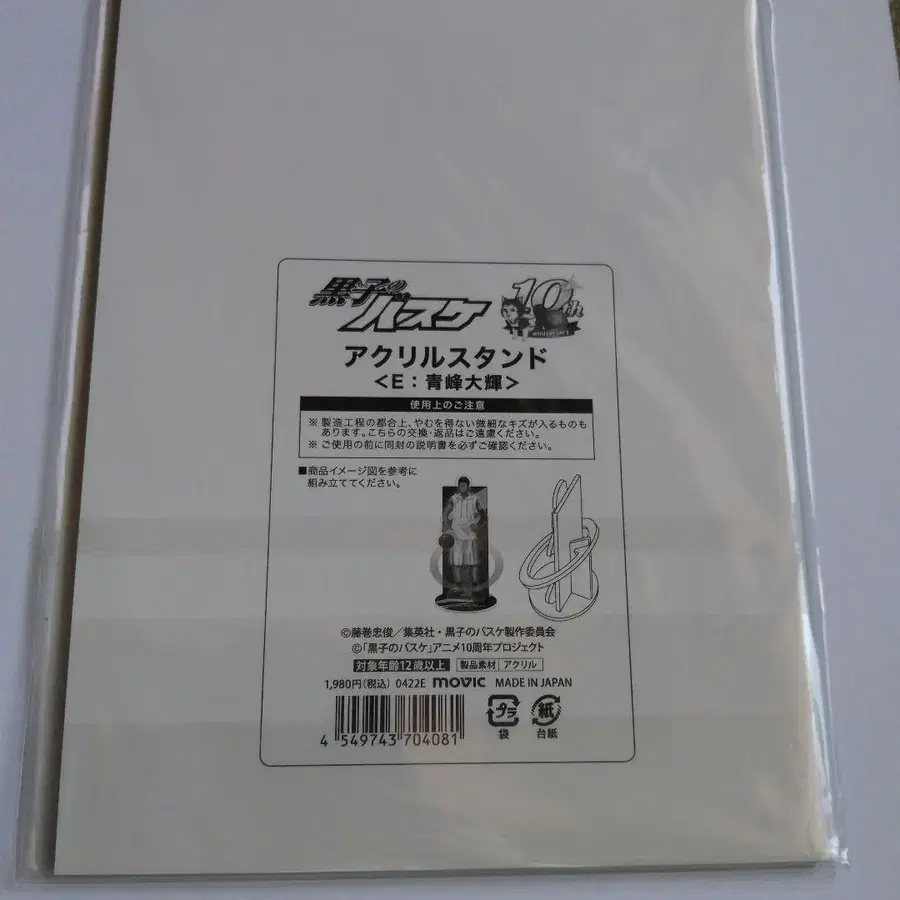 黒子の
バスケ
10th
anniversary
アクリルスタンド
<E:青峰大輝>
使用上のご注意
※製造工程の都合上、やむを得ない微細なキズが入るものも
あります。こちらの交換・返品はご遠慮ください。
※ご使用の前に同封の説明書を必ずご確認ください。
■商品イメージ図を参考に
組み立ててください。
©藤巻忠俊/集英社・黒子のバスケ製作委員会
©「黒子のバスケ」アニメ10周年プロジェクト
対象年齢12歳以上 製品素材 アクリル
1,980円(税込) 0422E movic MADE IN JAPAN
4 549743 704081
プラ 紙
袋 台紙